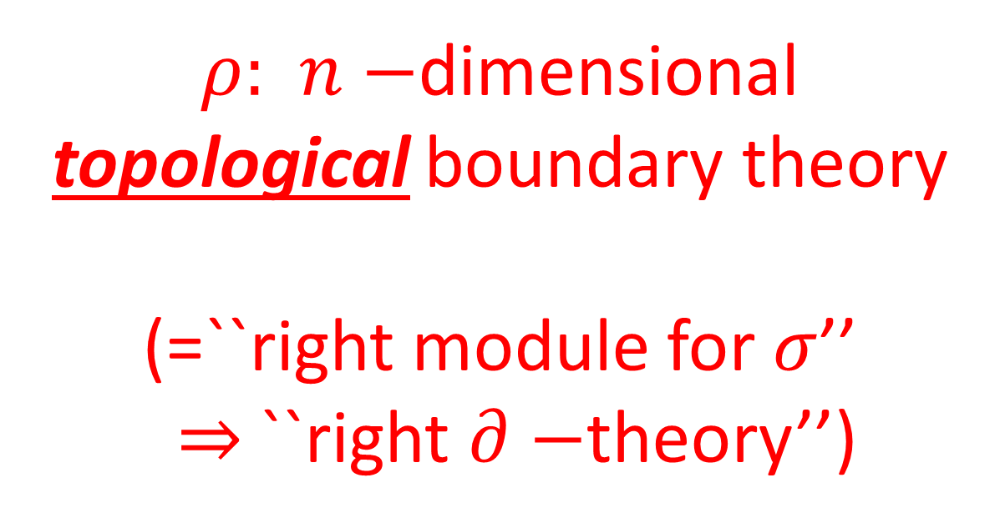 𝜌: 𝑛 −dimensional
topological boundary theory
(=``right module for 𝜎’’
⇒ ``right 𝜕 −theory’’)